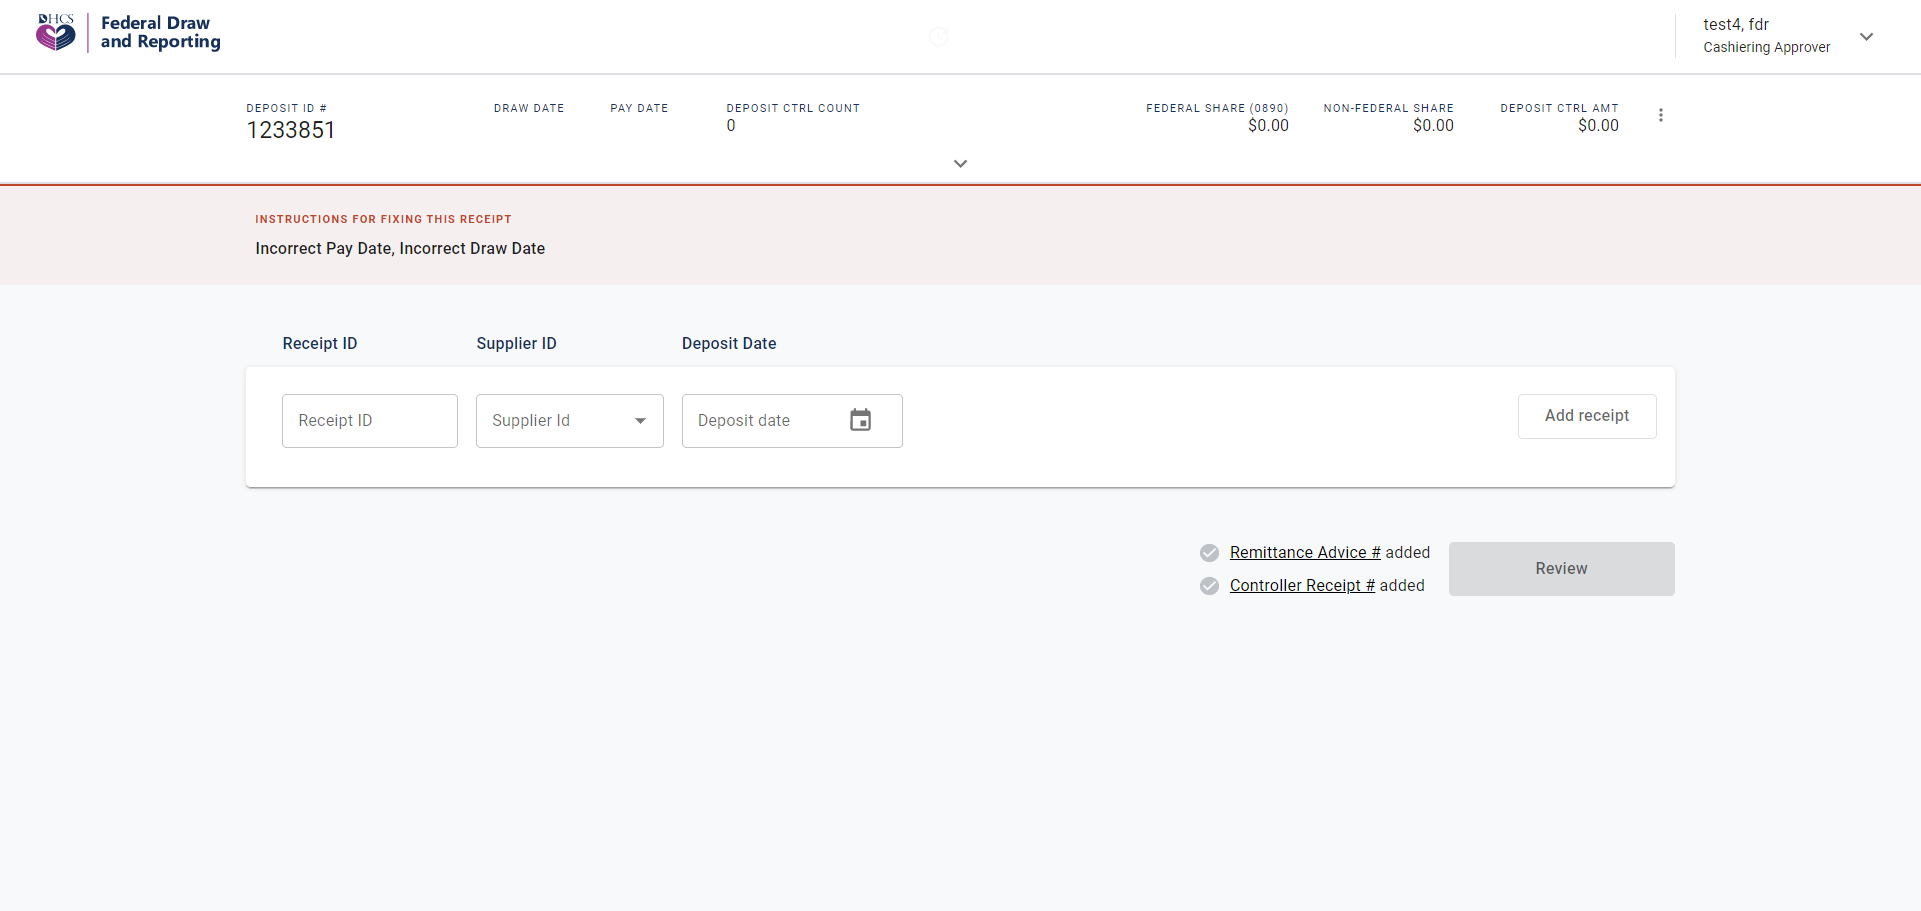 DHCS
Federal Draw
and Reporting
test4, fdr
Cashiering Approver
DEPOSIT ID #
1233851
DRAW DATE
PAY DATE
DEPOSIT CTRL COUNT
0
FEDERAL SHARE (0890)
$0.00
NON-FEDERAL SHARE
$0.00
DEPOSIT CTRL AMT
$0.00
INSTRUCTIONS FOR FIXING THIS RECEIPT
Incorrect Pay Date, Incorrect Draw Date
Receipt ID
Supplier ID
Deposit Date
Receipt ID
Supplier Id
Deposit date
Add receipt
Remittance Advice # added
Controller Receipt # added
Review